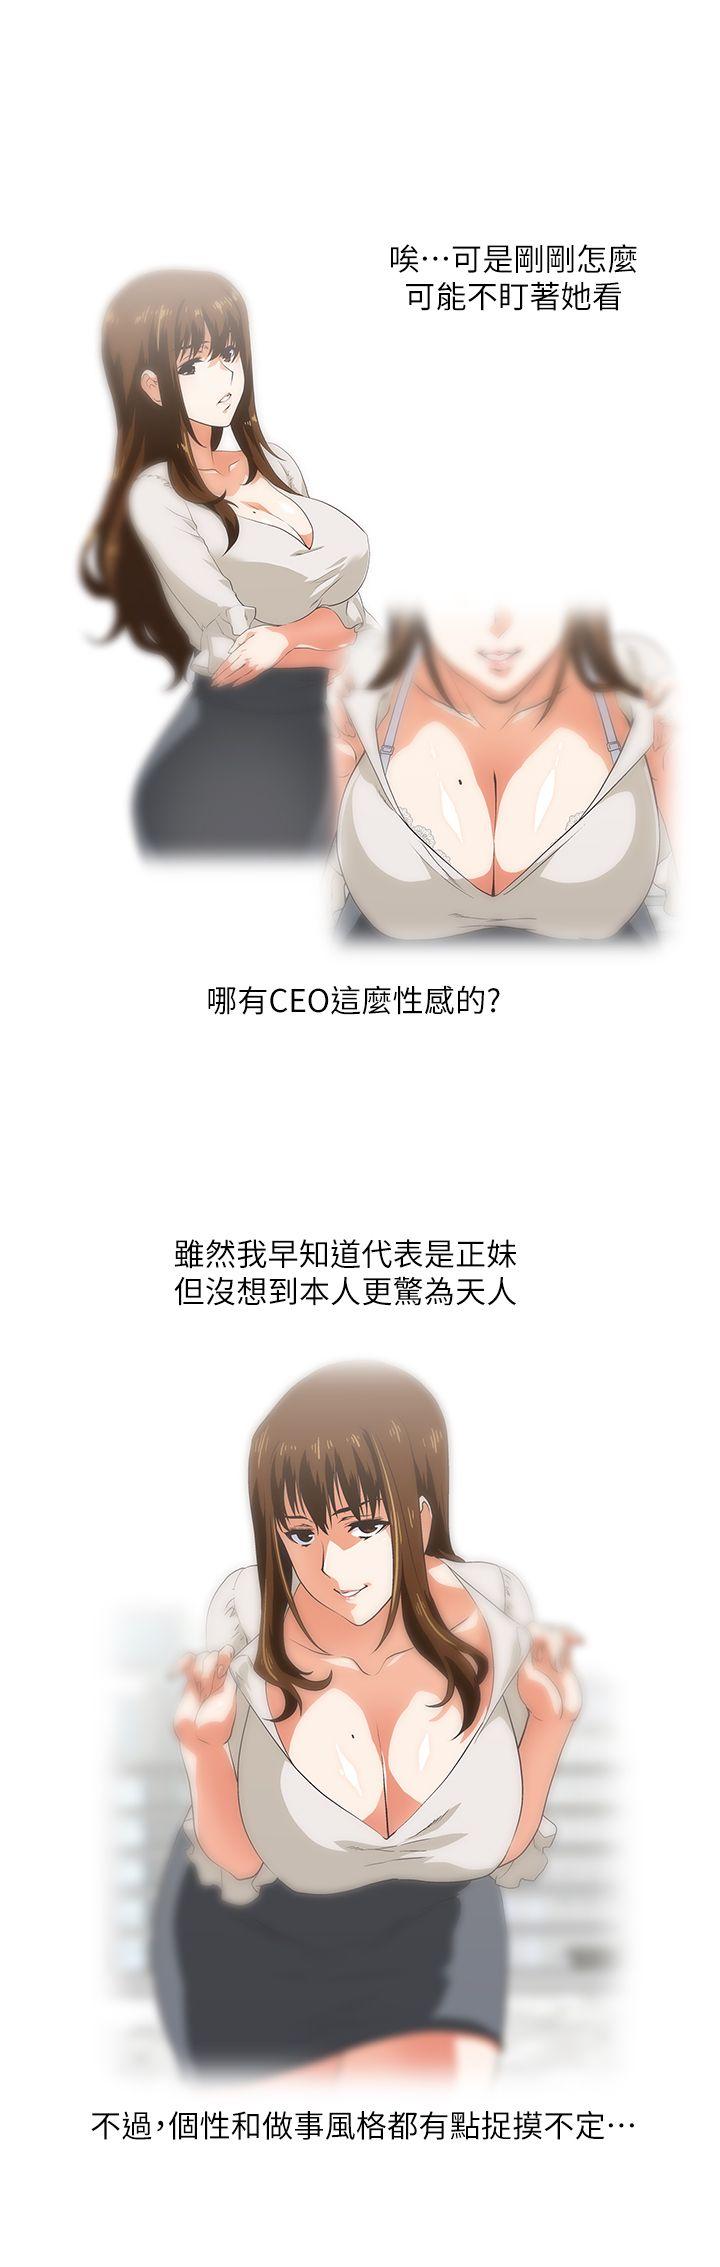 唉⋯可是剛剛怎麼
可能不盯著她看
哪有CEO這麼性感的?
雖然我早知道代表是正妹
但沒想到本人更驚為天人
不過,個性和做事風格都有點捉摸不定⋯